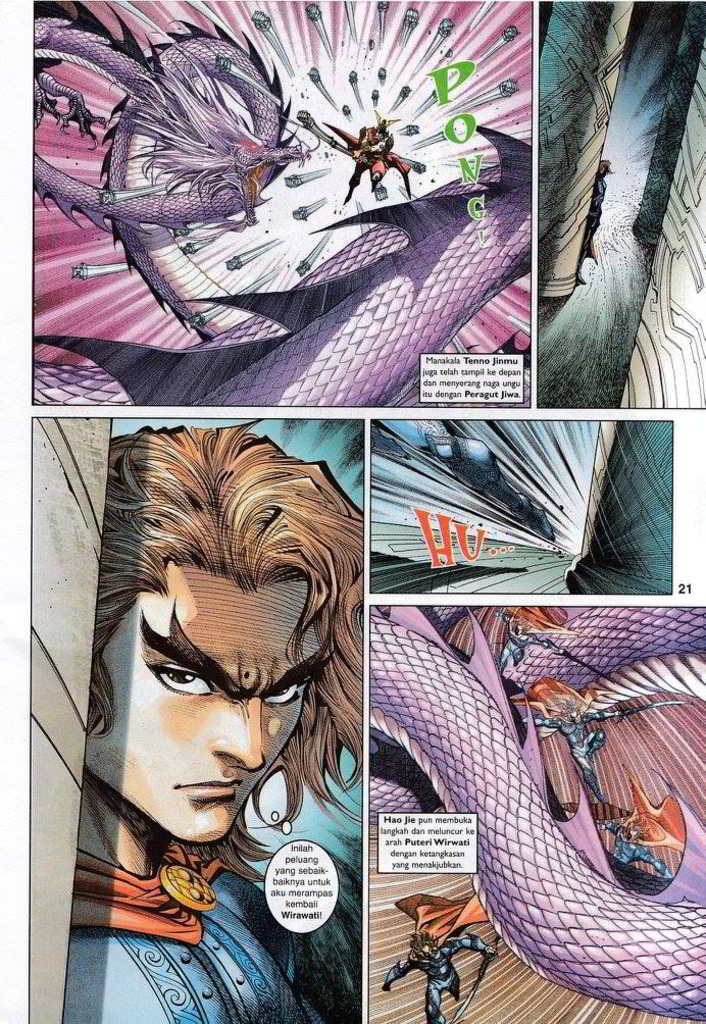 PONG!
Manakala Tenno Jinmu
juga telah tampil ke depan
dan menyerang naga ungu
itu dengan Peragut Jiwa.
Inilah
peluang
yang sebaik-
baiknya untuk
aku merampas
kembali
Wirawati!
HU...
21
Hao Jie pun membuka
langkah dan meluncur ke
arah Puteri Wirwati
dengan ketangkasan
yang menakjubkan.